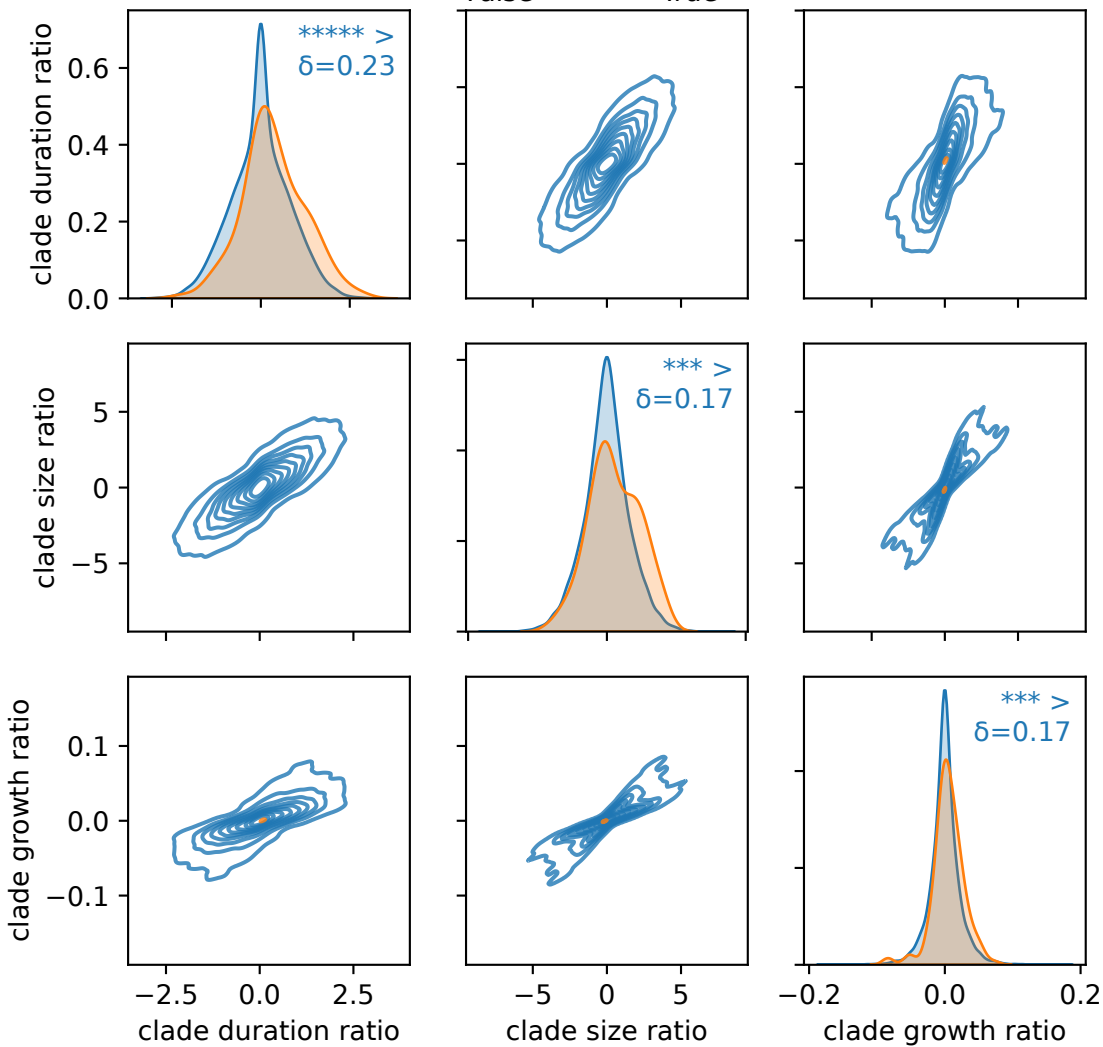 clade duration ratio
0.6
0.4
0.2
0.0
***** >
δ=0.23
clade size ratio
5
0
−5
*** >
δ=0.17
clade growth ratio
0.1
0.0
−0.1
*** >
δ=0.17
−2.5 0.0 2.5
−5 0 5
−0.2 0.0 0.2
clade duration ratio
clade size ratio
clade growth ratio